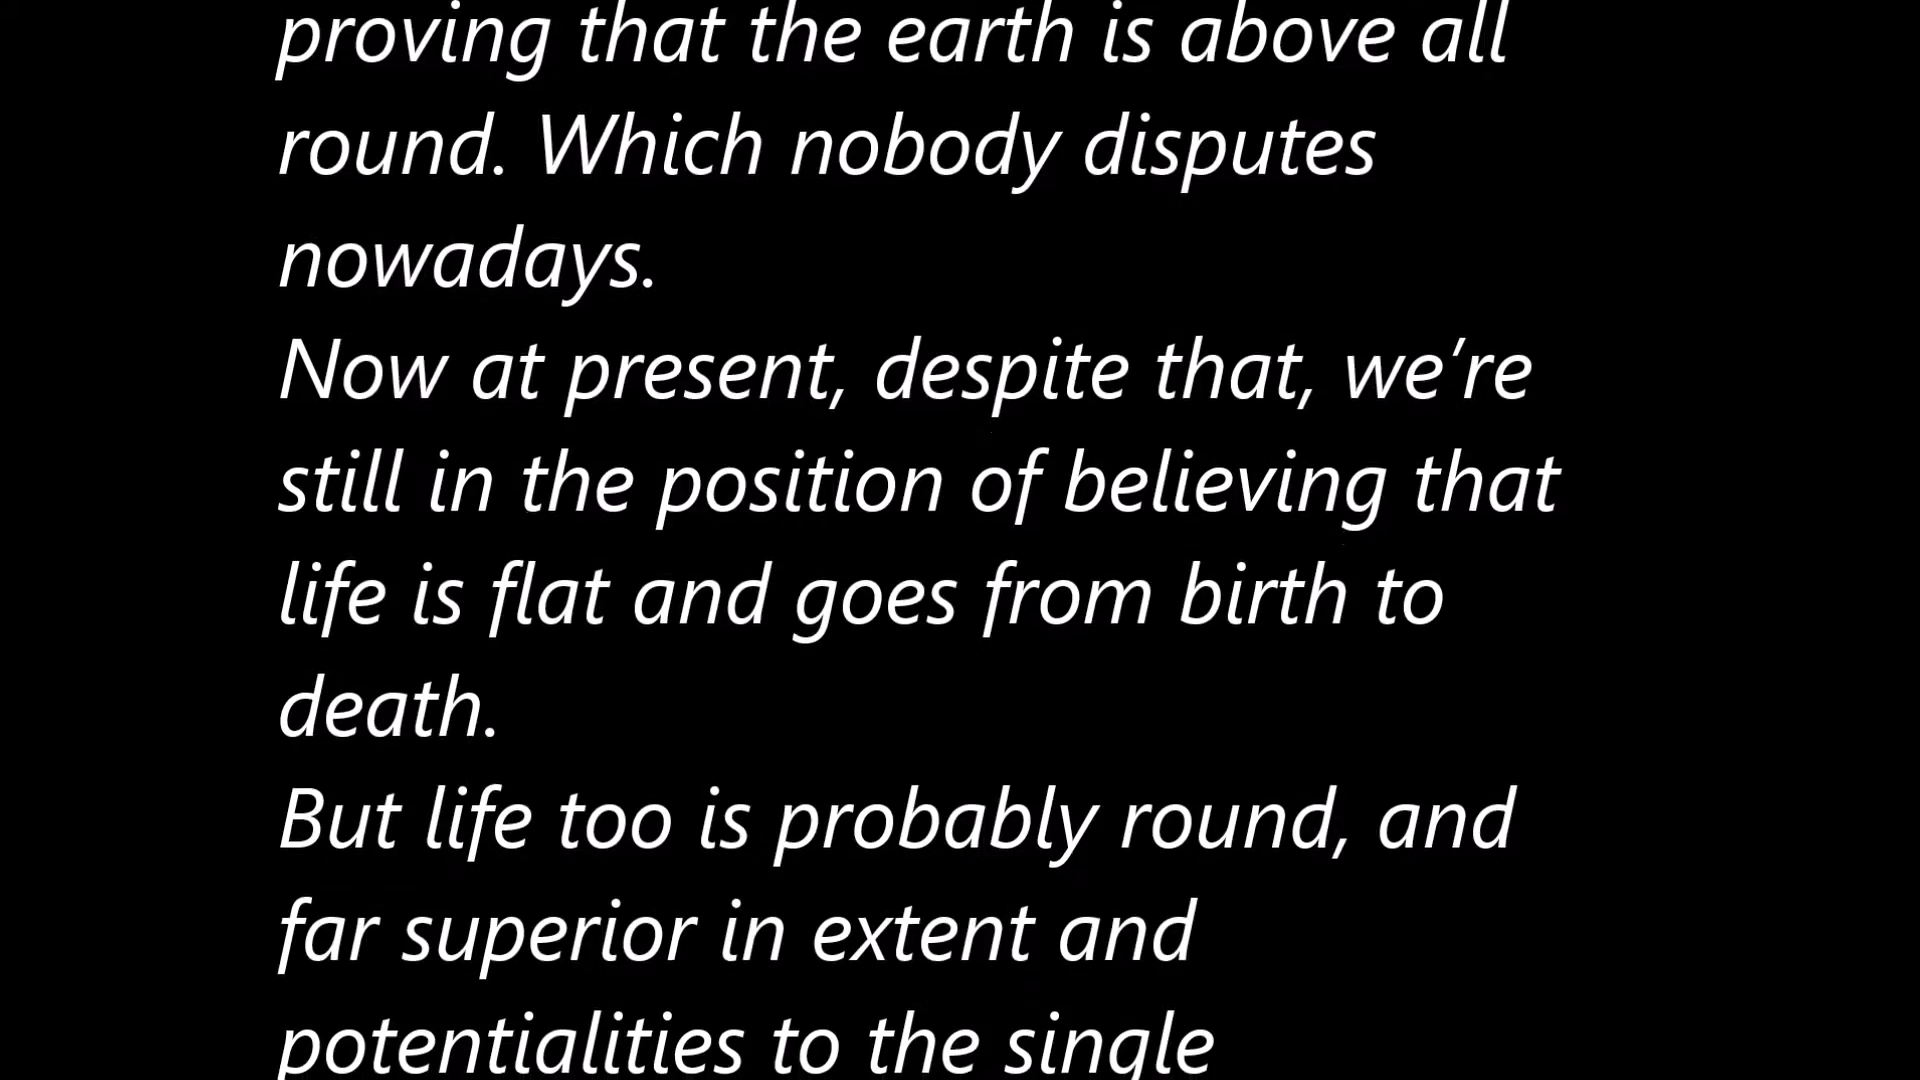 proving that the earth is above all
round. Which nobody disputes
nowadays.
Now at present, despite that, we’re
still in the position of believing that
life is flat and goes from birth to
death.
But life too is probably round, and
far superior in extent and
potentialities to the single